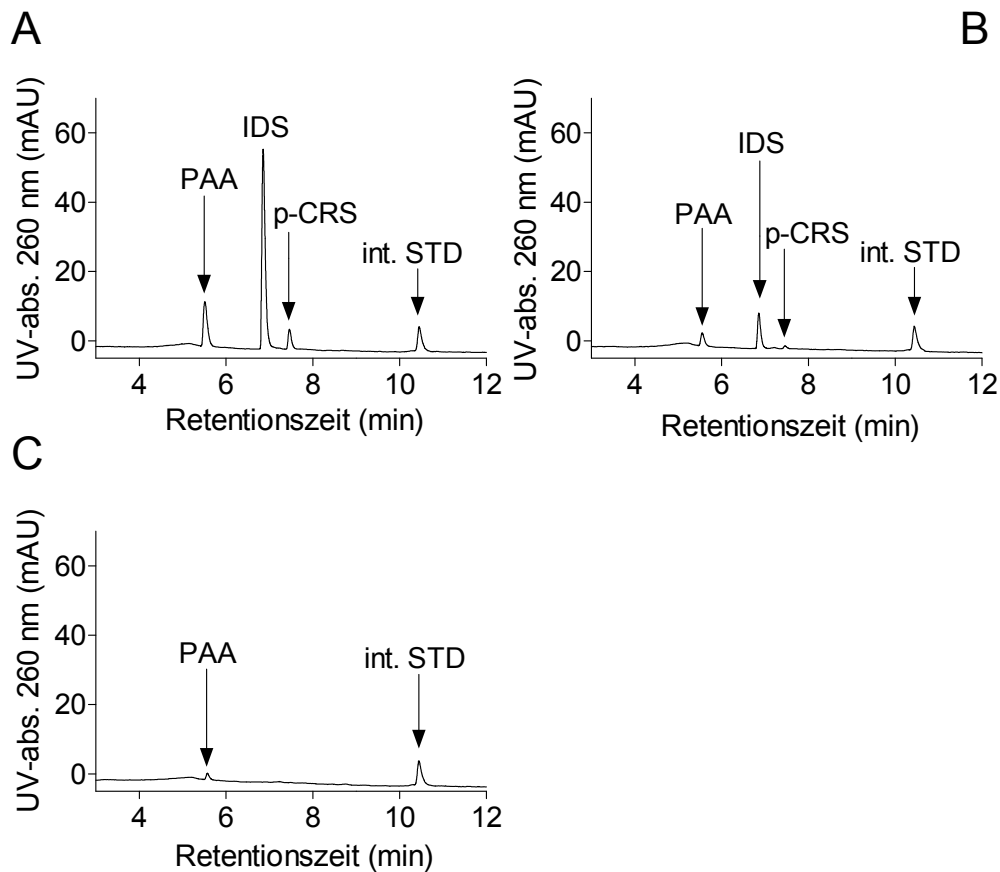 A
UV-abs. 260 nm (mAU)
60
40
20
0
IDS
PAA
p-CRS
int. STD
4 6 8 10 12
Retentionszeit (min)
B
UV-abs. 260 nm (mAU)
60
40
20
0
IDS
PAA
p-CRS
int. STD
4 6 8 10 12
Retentionszeit (min)
C
UV-abs. 260 nm (mAU)
60
40
20
0
PAA
int. STD
4 6 8 10 12
Retentionszeit (min)